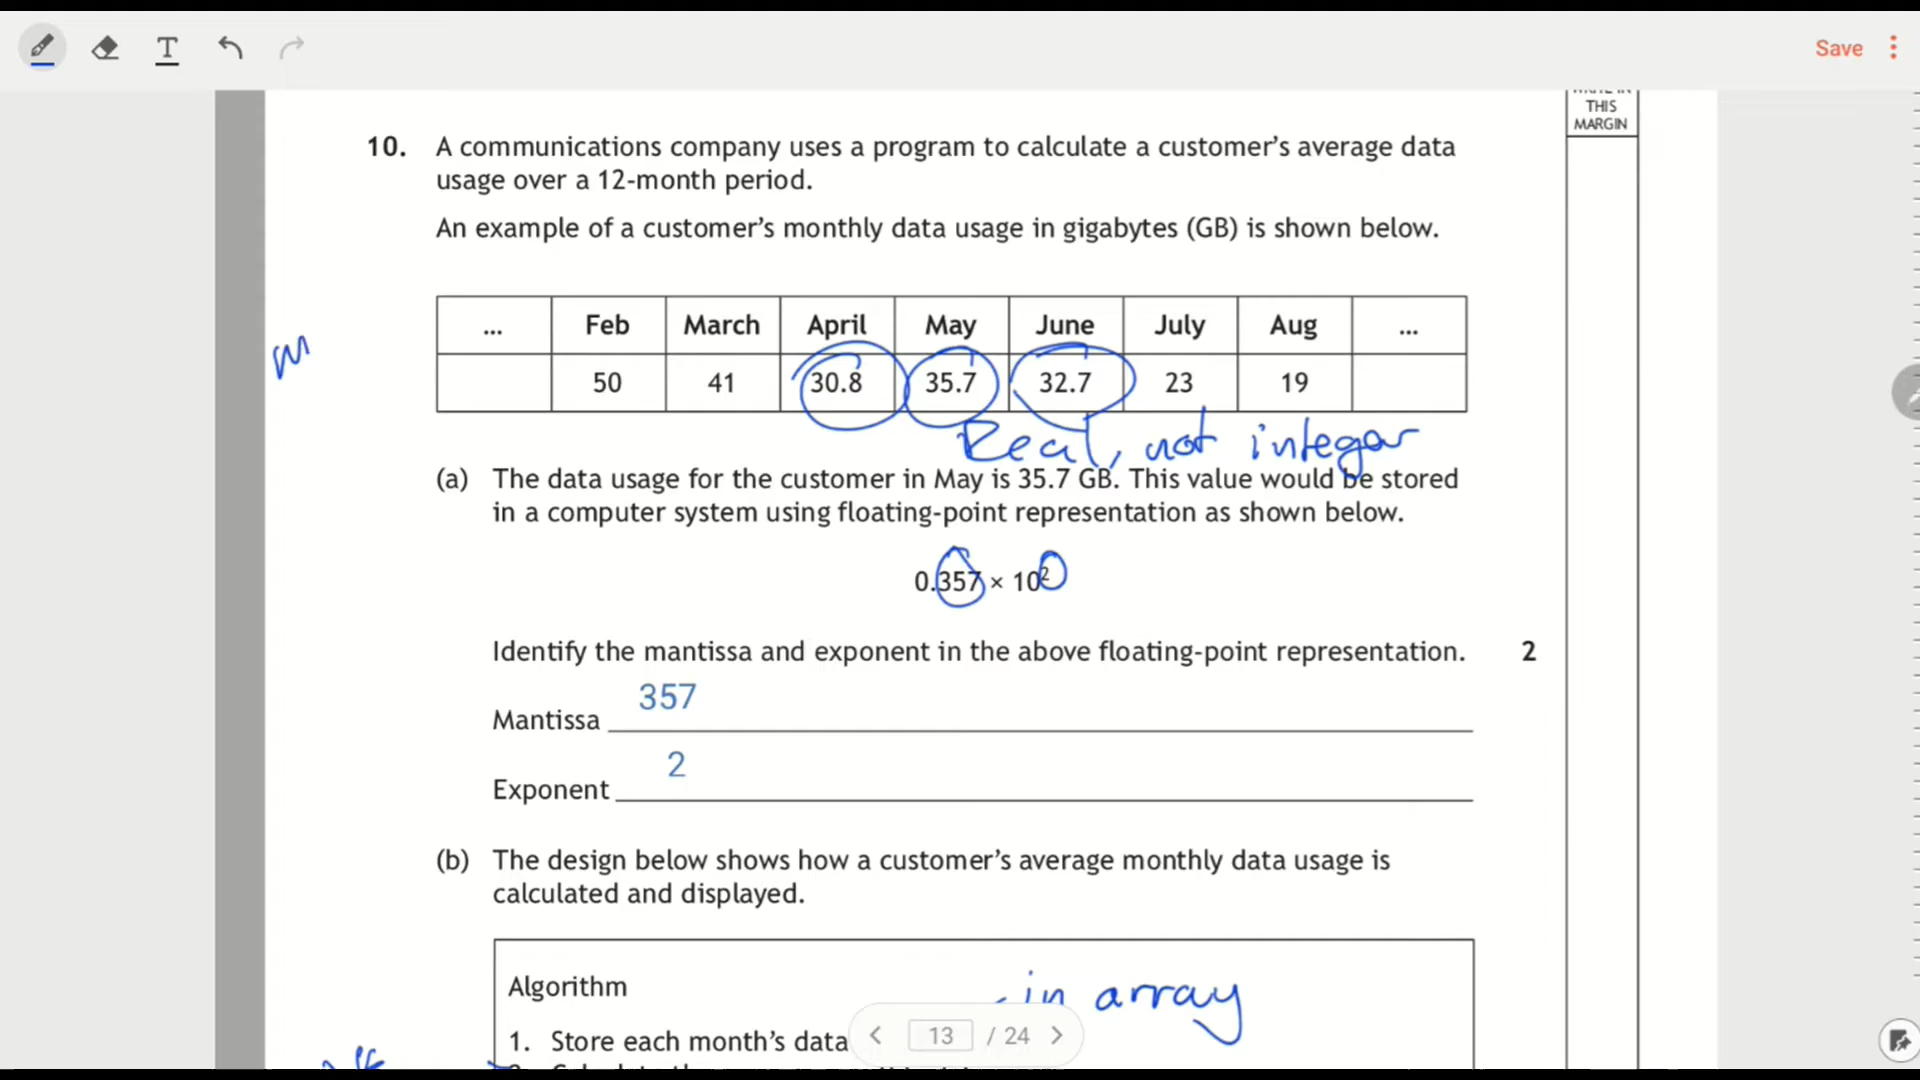 T
Save
THIS
MARGIN
10. A communications company uses a program to calculate a customer's average data
usage over a 12-month period.
An example of a customer's monthly data usage in gigabytes (GB) is shown below.
... Feb March April May June July Aug ...
50 41 30.8 35.7 32.7 23 19
Real, not integer
(a) The data usage for the customer in May is 35.7 GB. This value would be stored
in a computer system using floating-point representation as shown below.
0.357 × 10²
Identify the mantissa and exponent in the above floating-point representation. 2
357
Mantissa
2
Exponent
(b) The design below shows how a customer's average monthly data usage is
calculated and displayed.
Algorithm
in array
1. Store each month's data
13 / 24